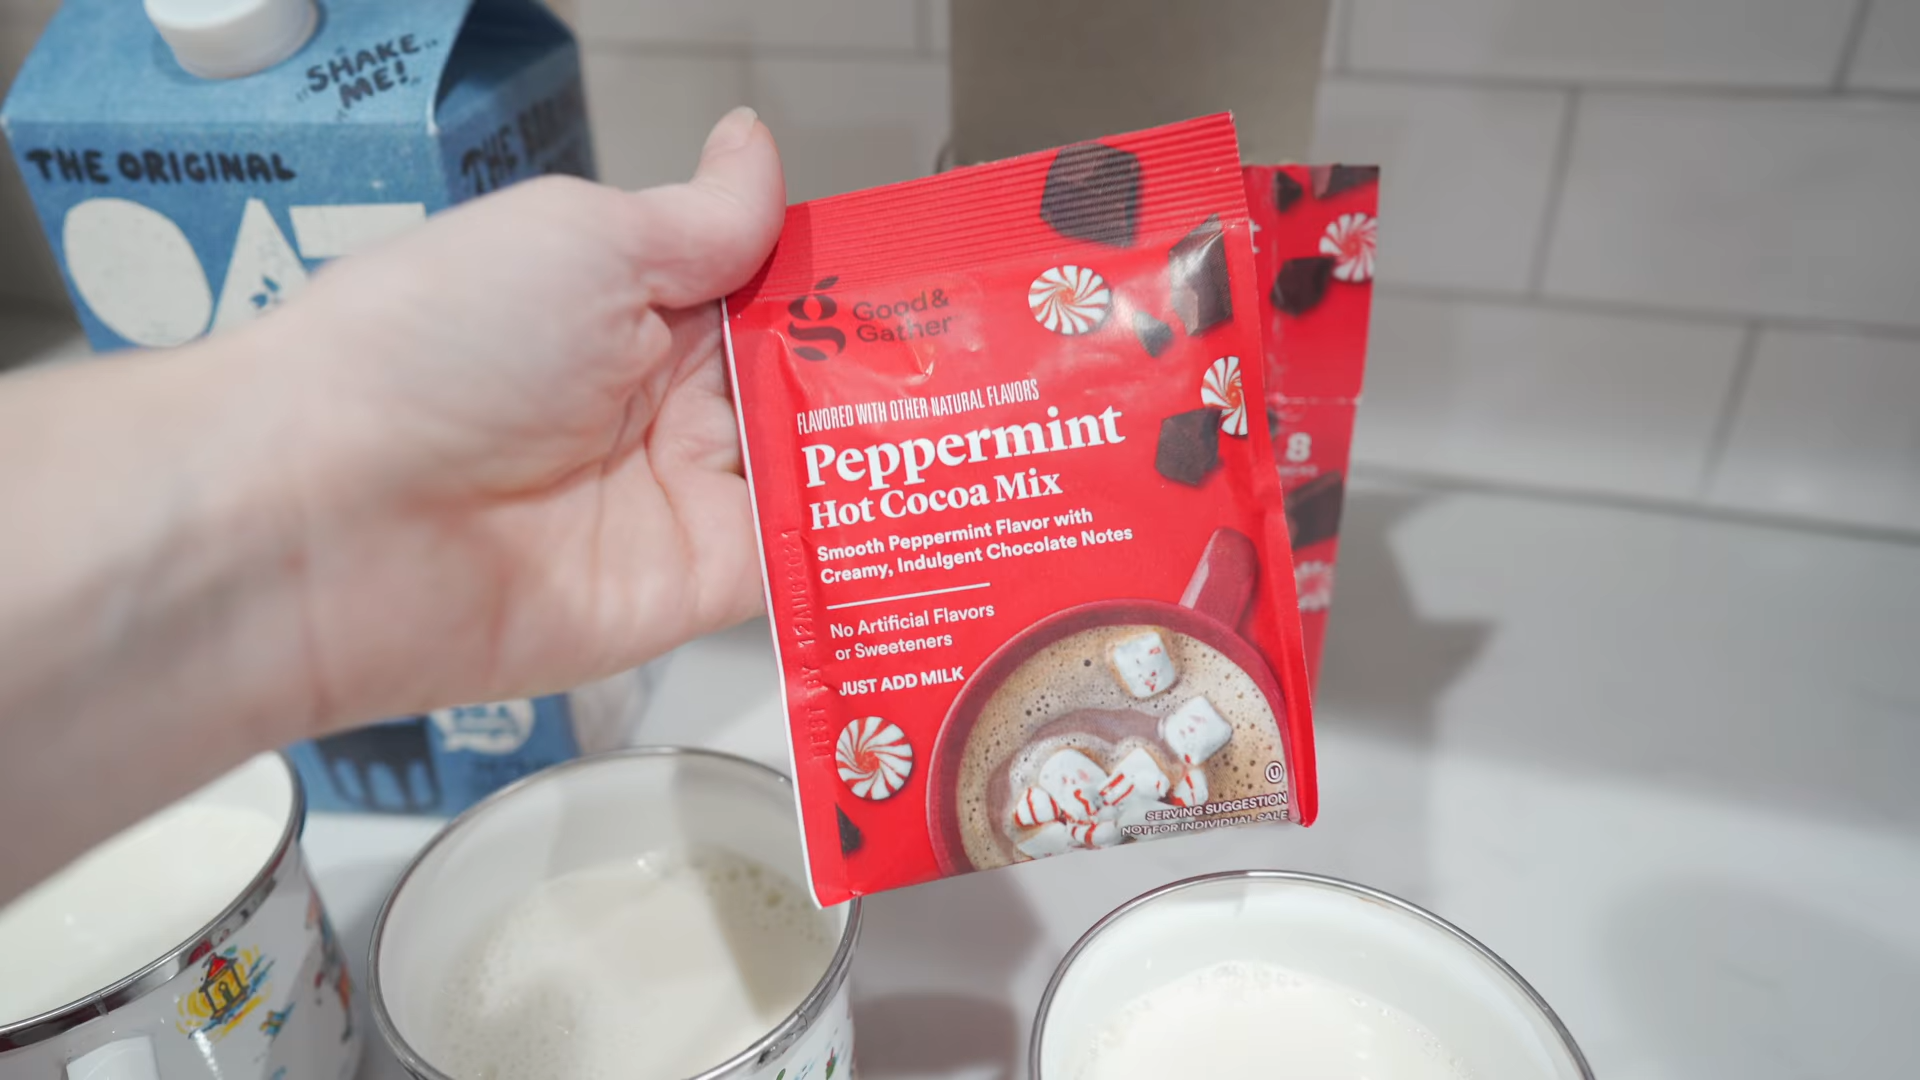 SHAKE
ME!
THE ORIGINAL
OAT
THE
Good &
Gather
FLAVORED WITH OTHER NATURAL FLAVORS
Peppermint
Hot Cocoa Mix
Smooth Peppermint Flavor with
Creamy, Indulgent Chocolate Notes
No Artificial Flavors
or Sweeteners
JUST ADD MILK
SERVING SUGGESTION
NOT FOR INDIVIDUAL SALE
8